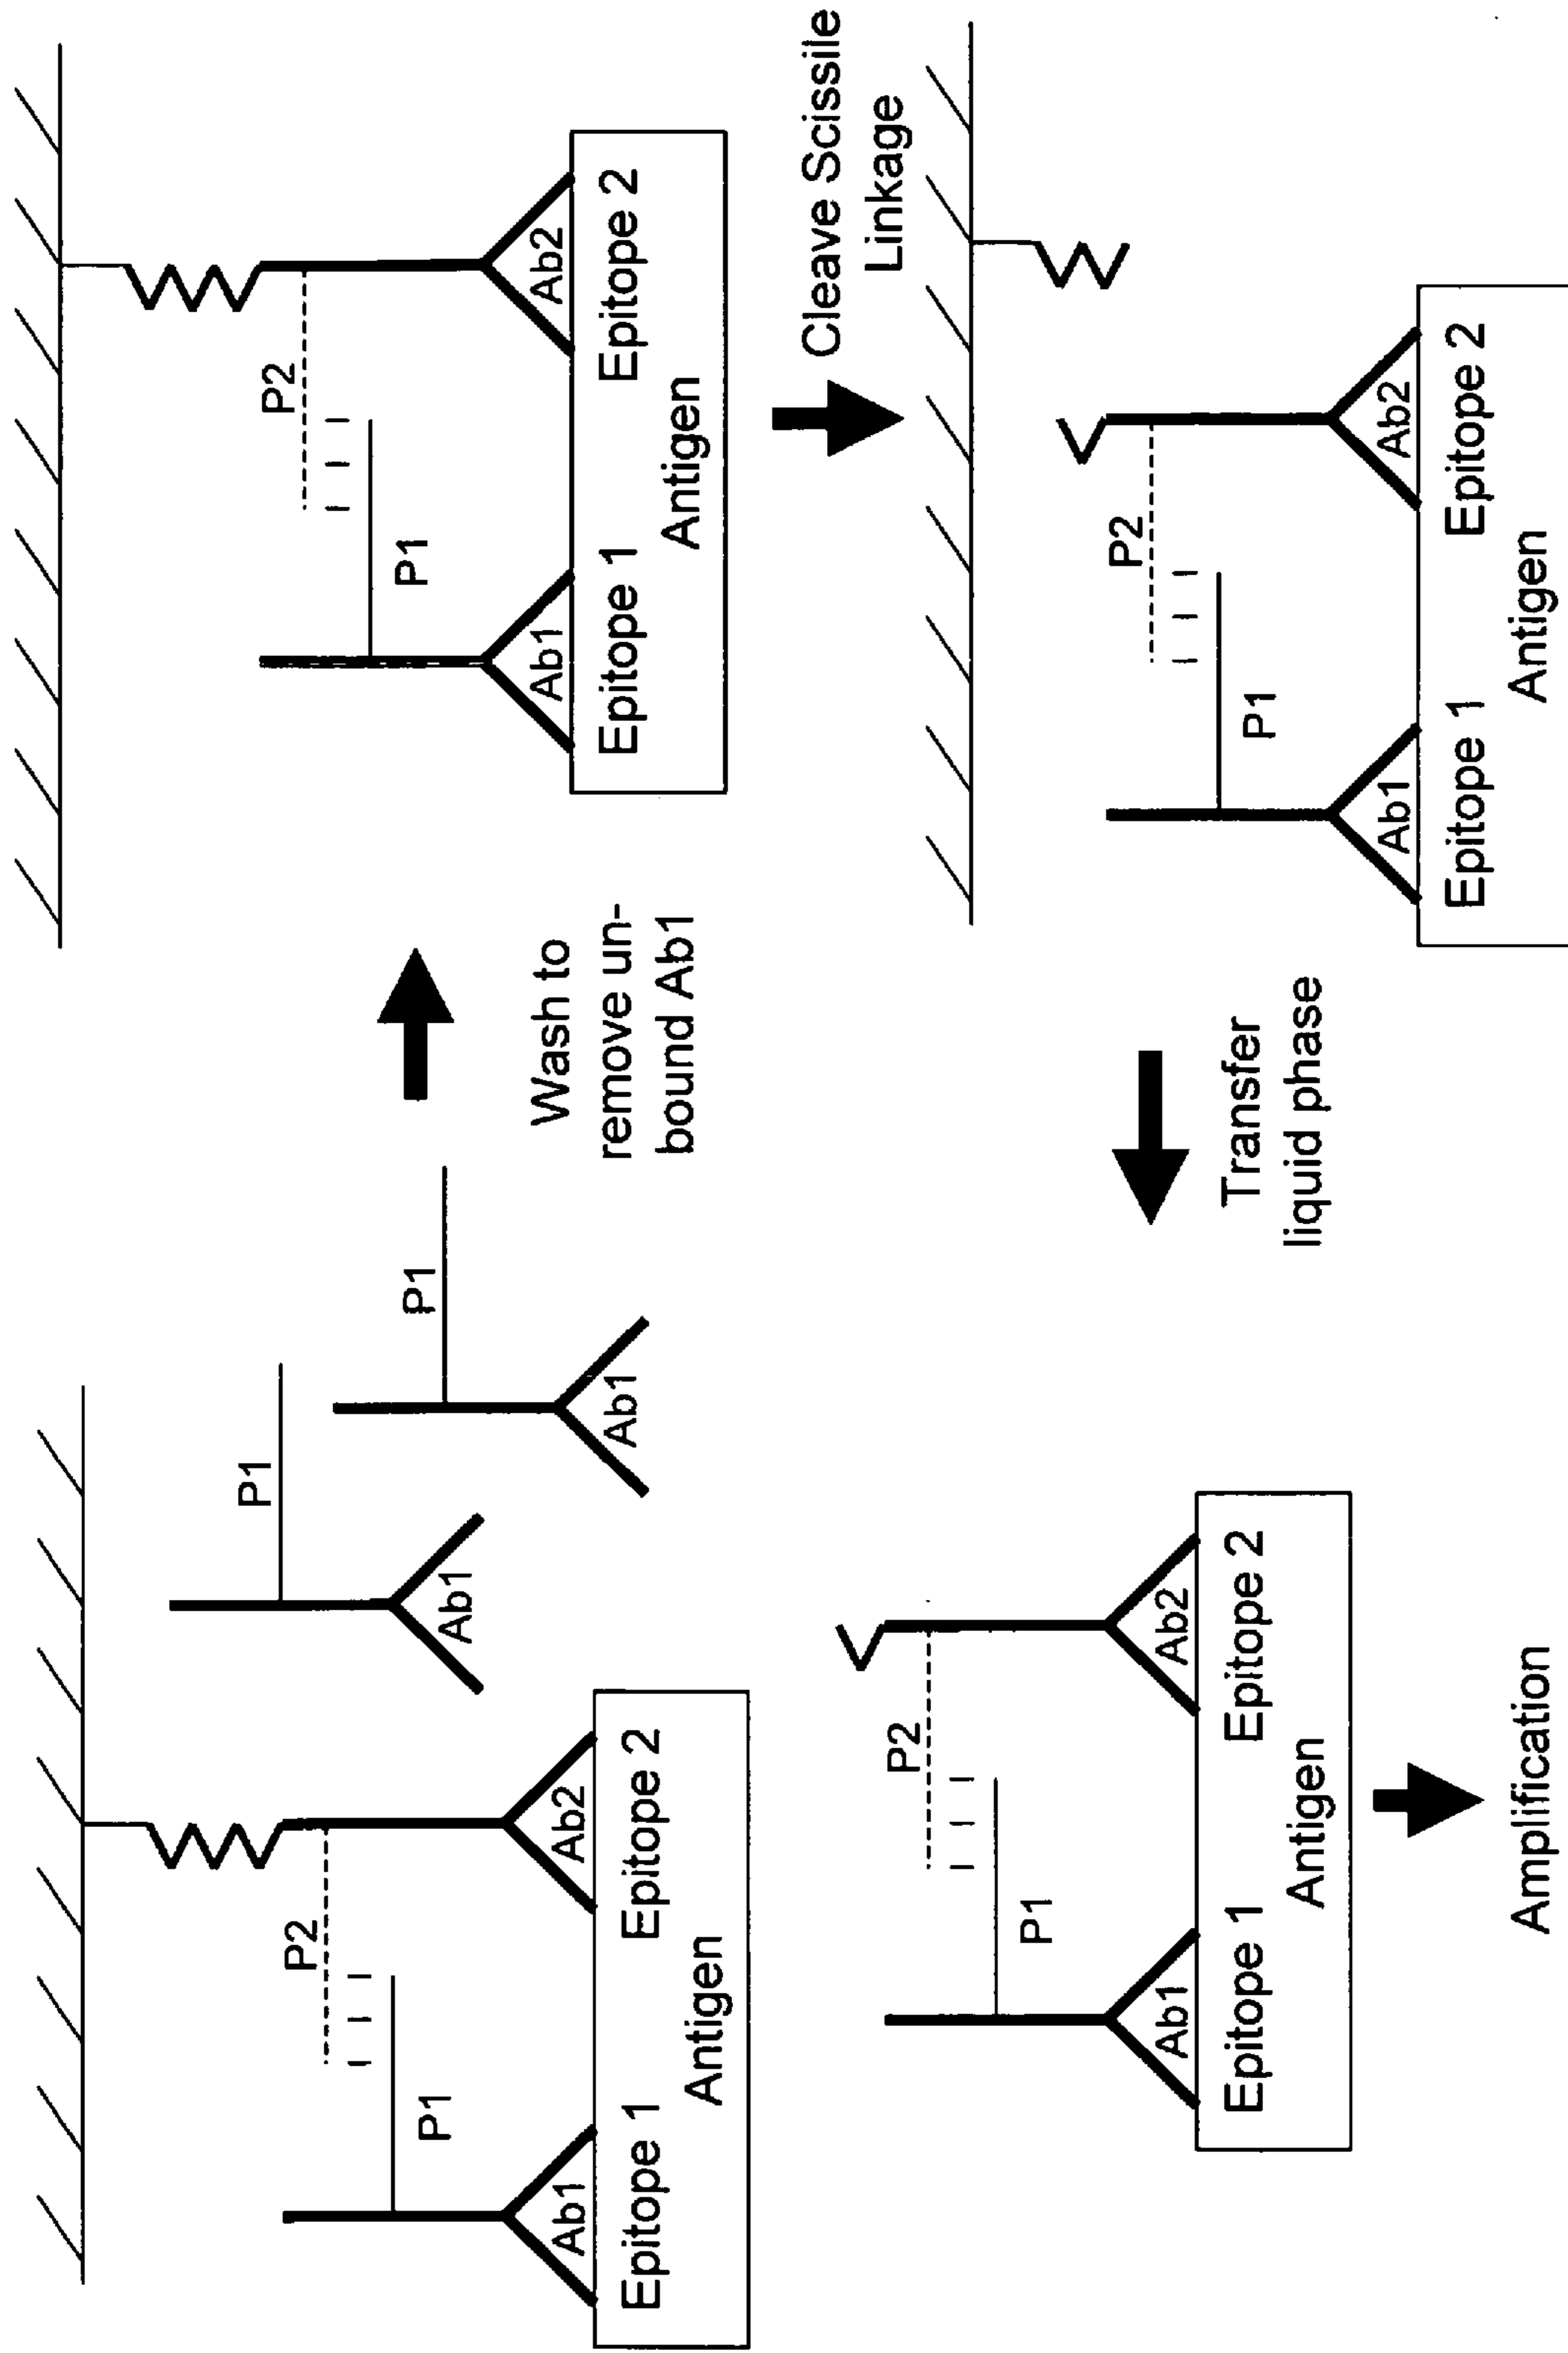 P2
P1
Ab1
Ab2
Epitope 1
Epitope 2
Antigen
P1
Ab1
P1
Ab1
Wash to
remove un-
bound Ab1
P2
P1
Ab1
Ab2
Epitope 1
Epitope 2
Antigen
Cleave Scissile
Linkage
P2
P1
Ab1
Ab2
Epitope 1
Epitope 2
Antigen
Transfer
liquid phase
P2
P1
Ab1
Ab2
Epitope 1
Epitope 2
Antigen
Amplification